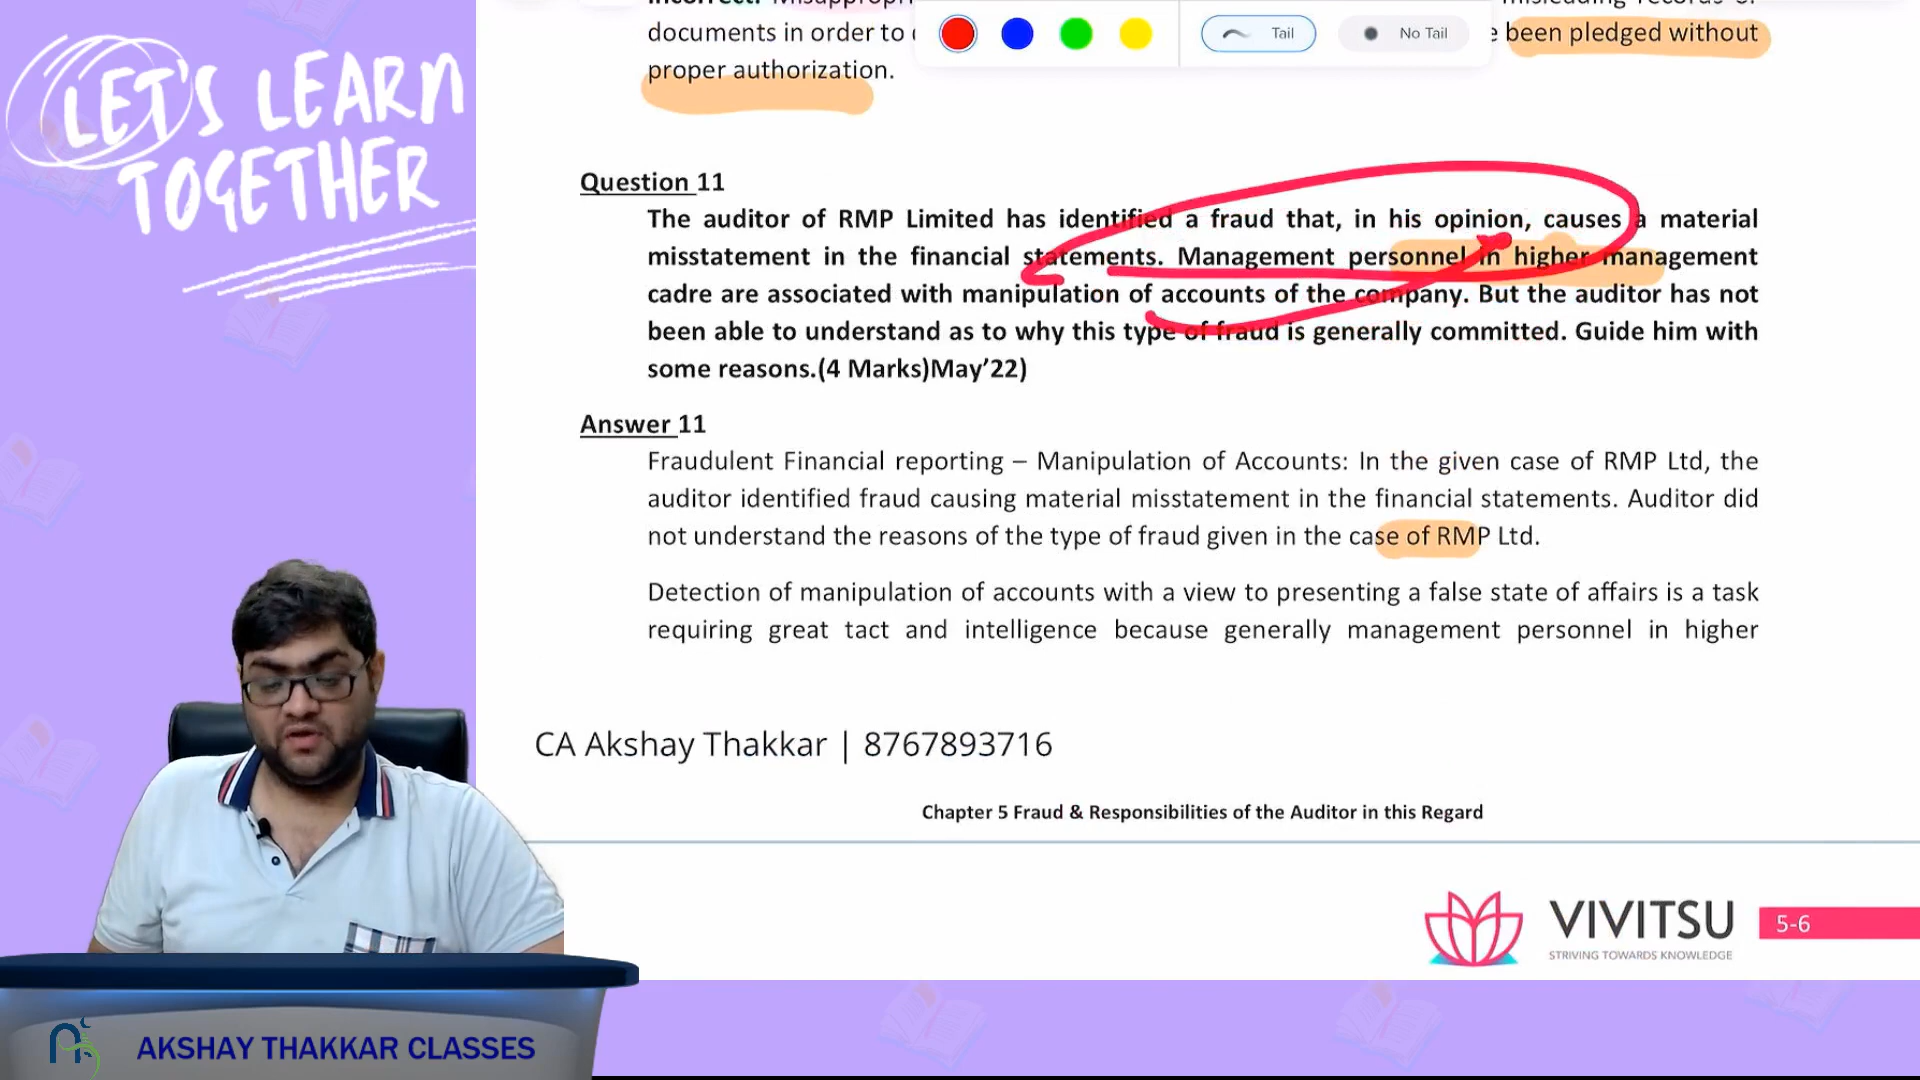 LET'S LEARN
TOGETHER
documents in order to
Tail
No Tail
been pledged without
proper authorization.
Question 11
The auditor of RMP Limited has identified a fraud that, in his opinion, causes a material
misstatement in the financial statements. Management personnel in higher management
cadre are associated with manipulation of accounts of the company. But the auditor has not
been able to understand as to why this type of fraud is generally committed. Guide him with
some reasons.(4 Marks)May'22)
Answer 11
Fraudulent Financial reporting – Manipulation of Accounts: In the given case of RMP Ltd, the
auditor identified fraud causing material misstatement in the financial statements. Auditor did
not understand the reasons of the type of fraud given in the case of RMP Ltd.
Detection of manipulation of accounts with a view to presenting a false state of affairs is a task
requiring great tact and intelligence because generally management personnel in higher
CA Akshay Thakkar | 8767893716
Chapter 5 Fraud & Responsibilities of the Auditor in this Regard
VIVITSU
STRIVING TOWARDS KNOWLEDGE
5-6
AKSHAY THAKKAR CLASSES